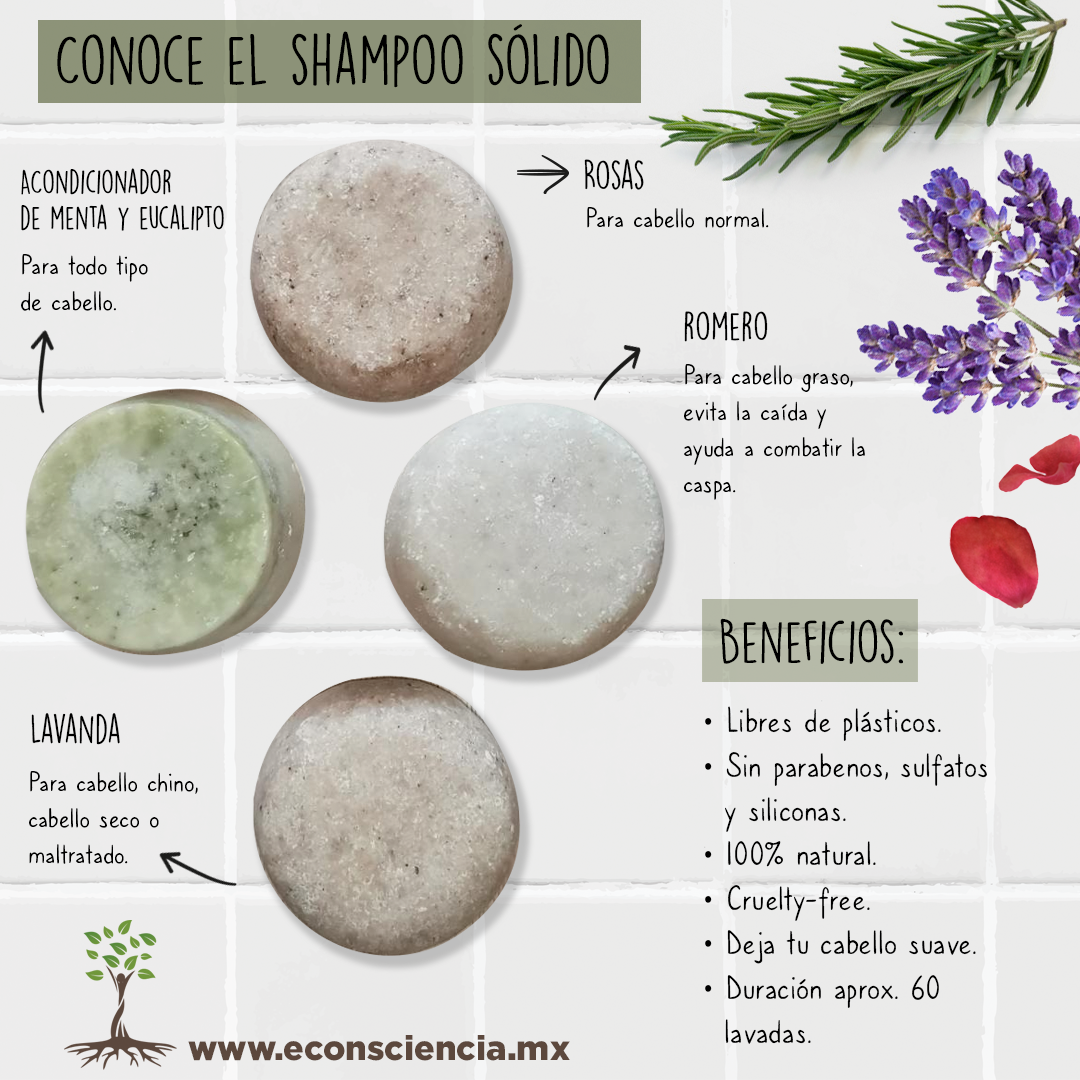 CONOCE EL SHAMPOO SÓLIDO
ACONDICIONADOR
DE MENTA Y EUCALIPTO
Para todo tipo
de cabello.
ROSAS
Para cabello normal.
ROMERO
Para cabello graso,
evita la caída y
ayuda a combatir la
caspa.
LAVANDA
Para cabello chino,
cabello seco o
maltratado.
BENEFICIOS:
• Libres de plásticos.
• Sin parabenos, sulfatos
y siliconas.
• 100% natural.
• Cruelty-free.
• Deja tu cabello suave.
• Duración aprox. 60
lavadas.
www.econsciencia.mx